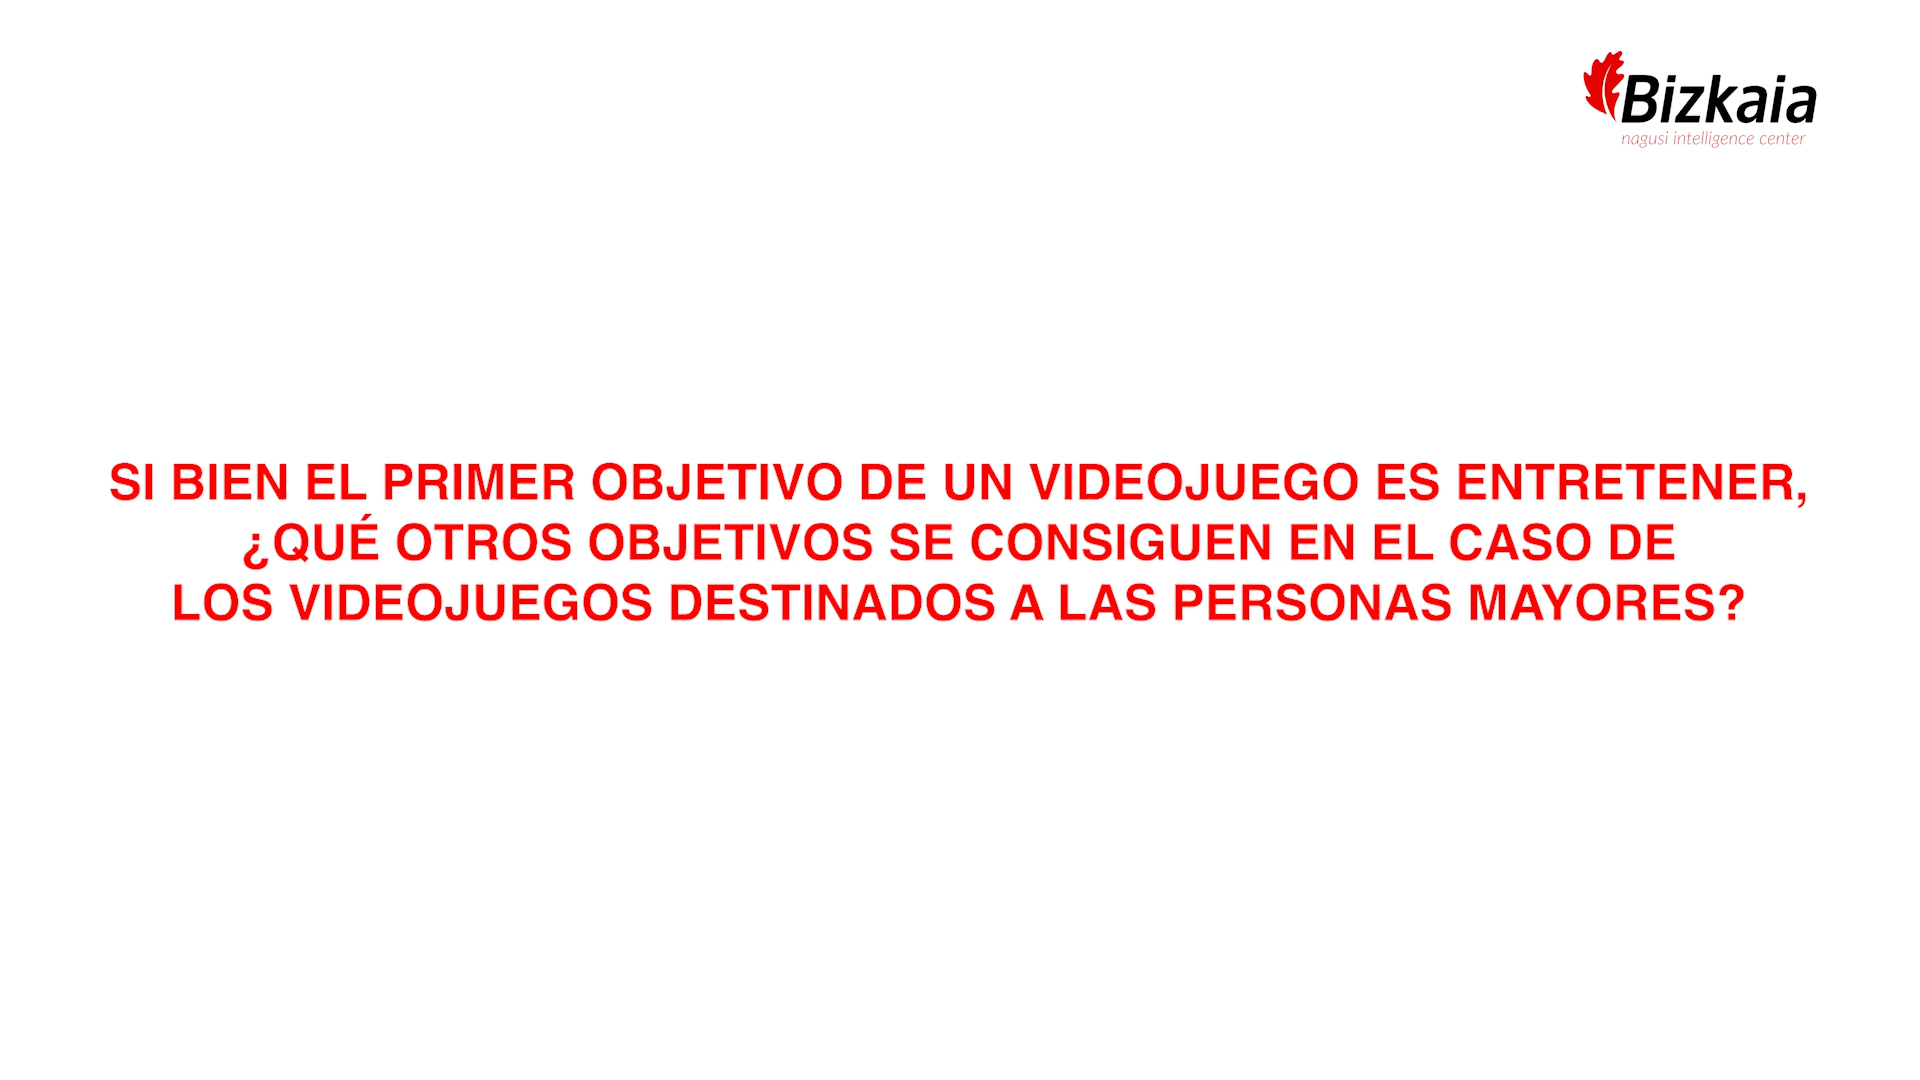 Bizkaia
nagusi intelligence center
SI BIEN EL PRIMER OBJETIVO DE UN VIDEOJUEGO ES ENTRETENER,
¿QUÉ OTROS OBJETIVOS SE CONSIGUEN EN EL CASO DE
LOS VIDEOJUEGOS DESTINADOS A LAS PERSONAS MAYORES?